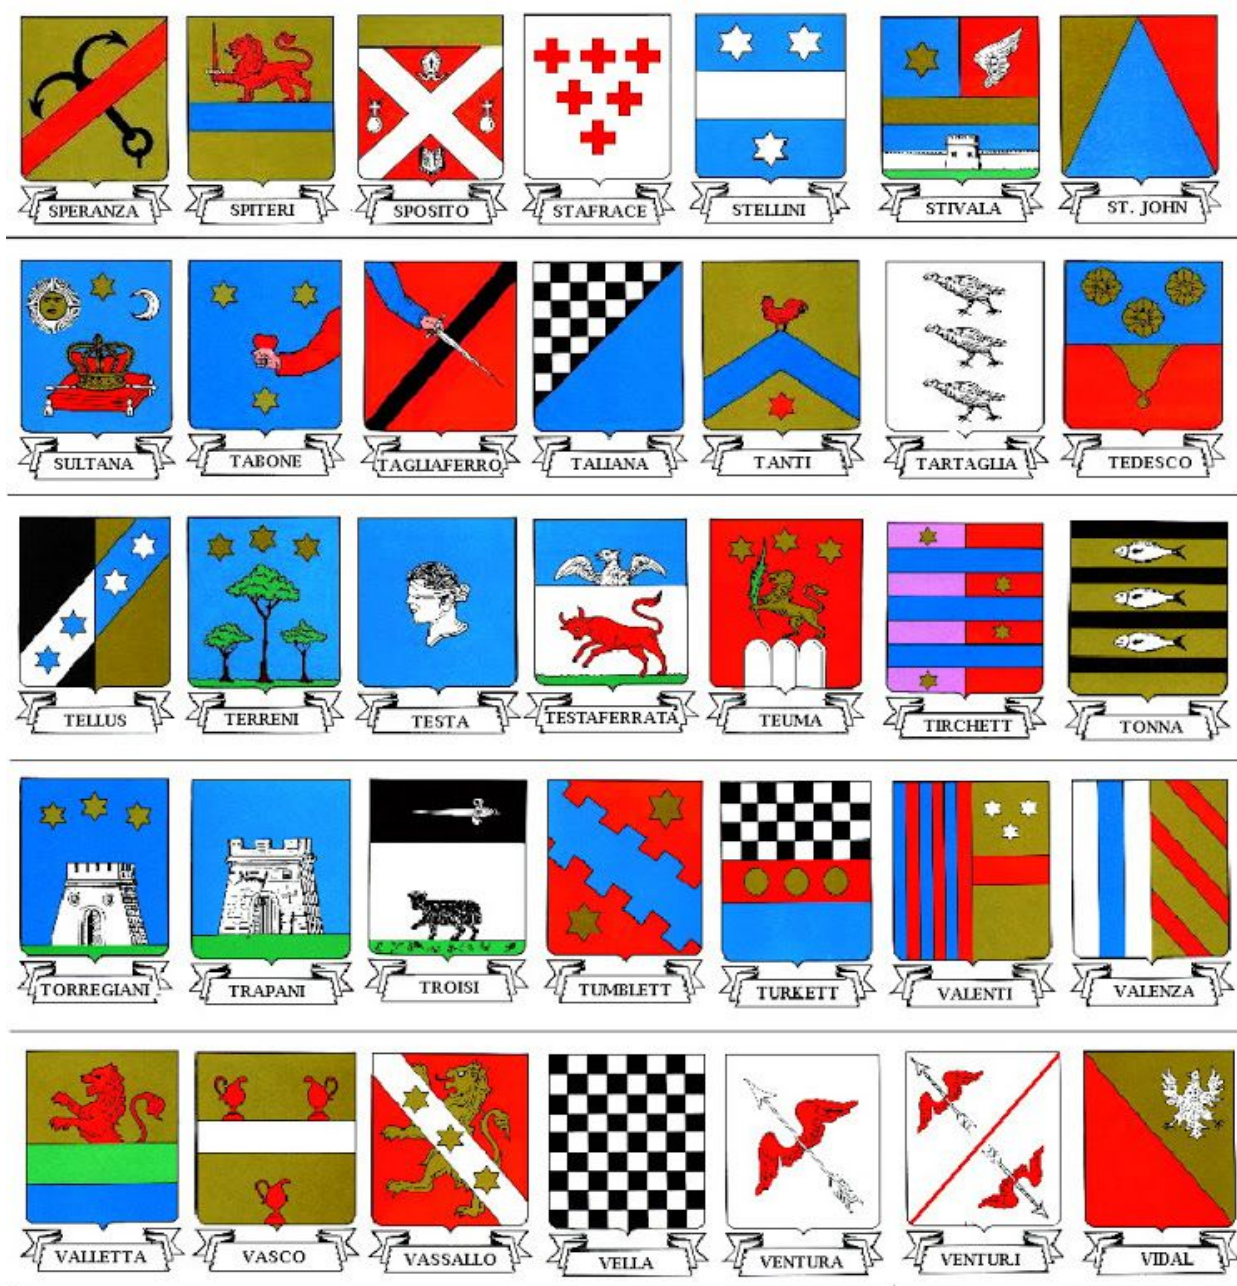 SPERANZA
SPITERI
SPOSITO
STAFRACE
STELLINI
STIVALA
ST. JOHN
SULTANA
TABONE
TAGLIAFERRO
TALIANA
TANTI
TARTAGLIA
TEDESCO
TELLUS
TERRENI
TESTA
TESTAFERRATA
TEUMA
TIRCHETT
TONNA
TORREGIANI
TRAPANI
TROISI
TUMBLETT
TURKETT
VALENTI
VALENZA
VALLETTA
VASCO
VASSALLO
VELLA
VENTURA
VENTUR.I
VIDAL